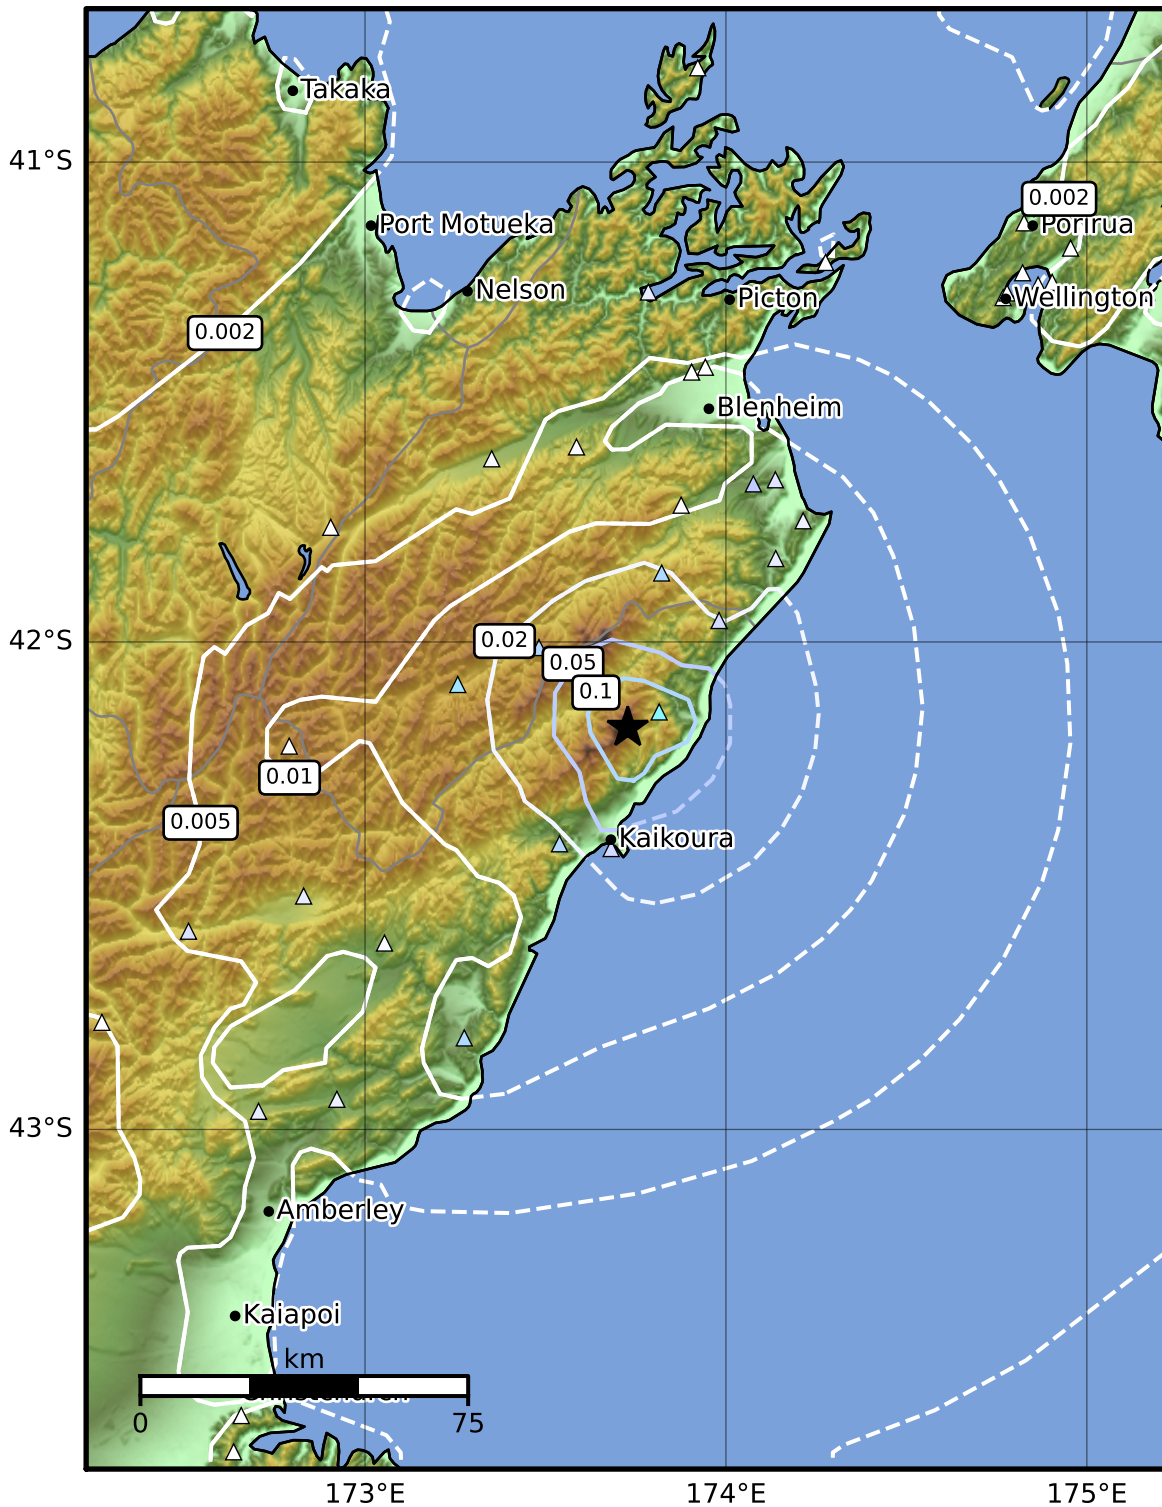 Takaka
41°S
0.002
Port Motueka
Porirua
Nelson
Picton
Wellington
0.002
Blenheim
42°S
0.02
0.05
0.1
0.01
0.005
Kaikoura
43°S
Amberley
Kaiapoi
km
0
75
173°E
174°E
175°E